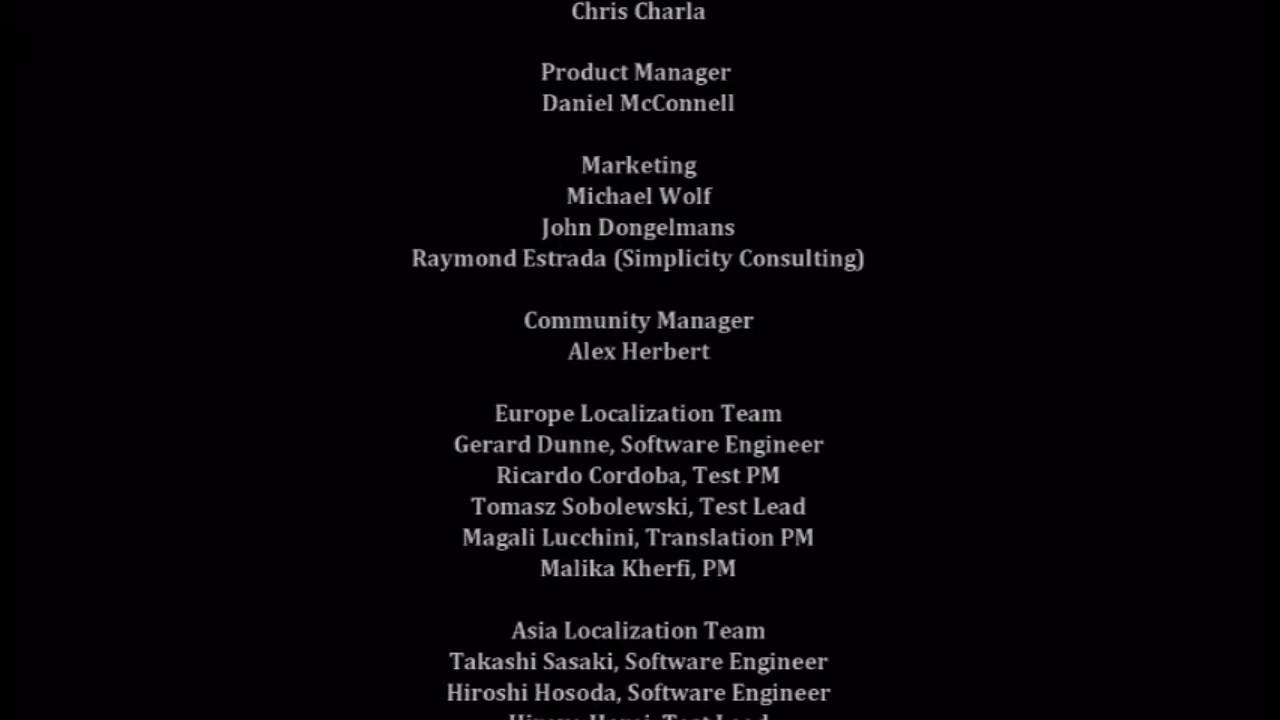 Chris Charla
Product Manager
Daniel McConnell
Marketing
Michael Wolf
John Dongelmans
Raymond Estrada (Simplicity Consulting)
Community Manager
Alex Herbert
Europe Localization Team
Gerard Dunne, Software Engineer
Ricardo Cordoba, Test PM
Tomasz Sobolewski, Test Lead
Magali Lucchini, Translation PM
Malika Kherfi, PM
Asia Localization Team
Takashi Sasaki, Software Engineer
Hiroshi Hosoda, Software Engineer
Test Lead